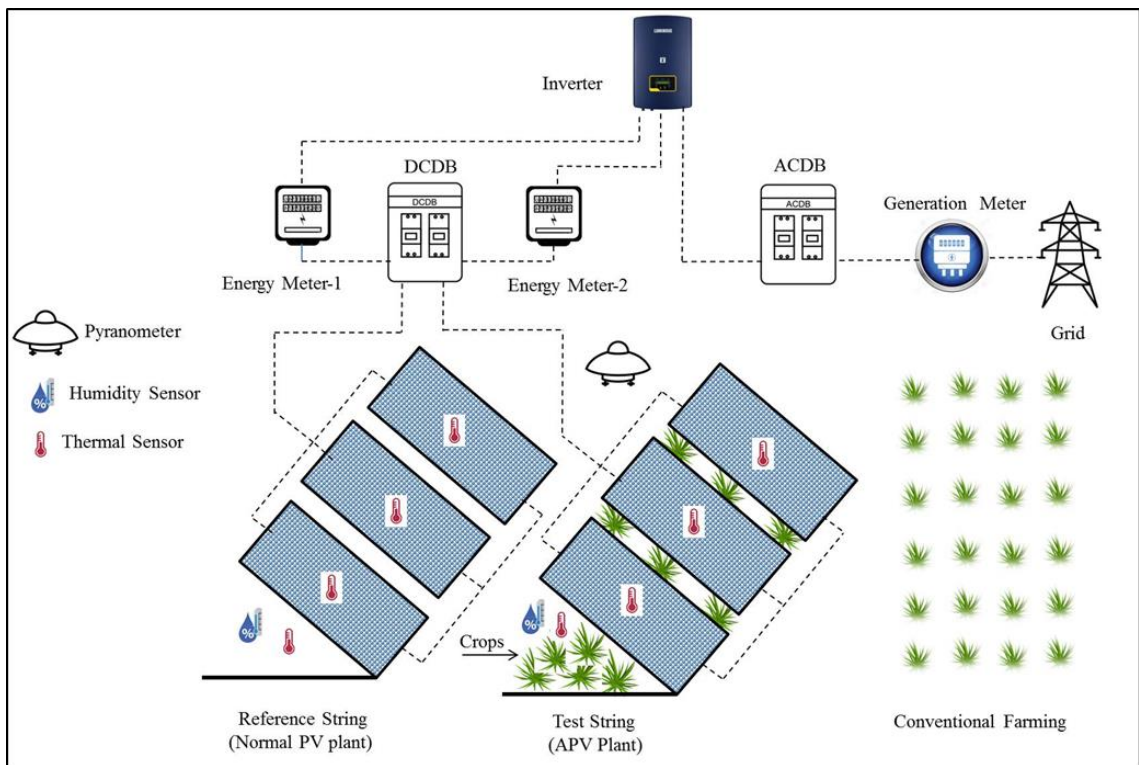 Inverter
DCDB
ACDB
DCDB
ACDB
Generation Meter
Energy Meter-1
Energy Meter-2
Grid
Pyranometer
%
Humidity Sensor
Thermal Sensor
%
%
Crops
Reference String
(Normal PV plant)
Test String
(APV Plant)
Conventional Farming